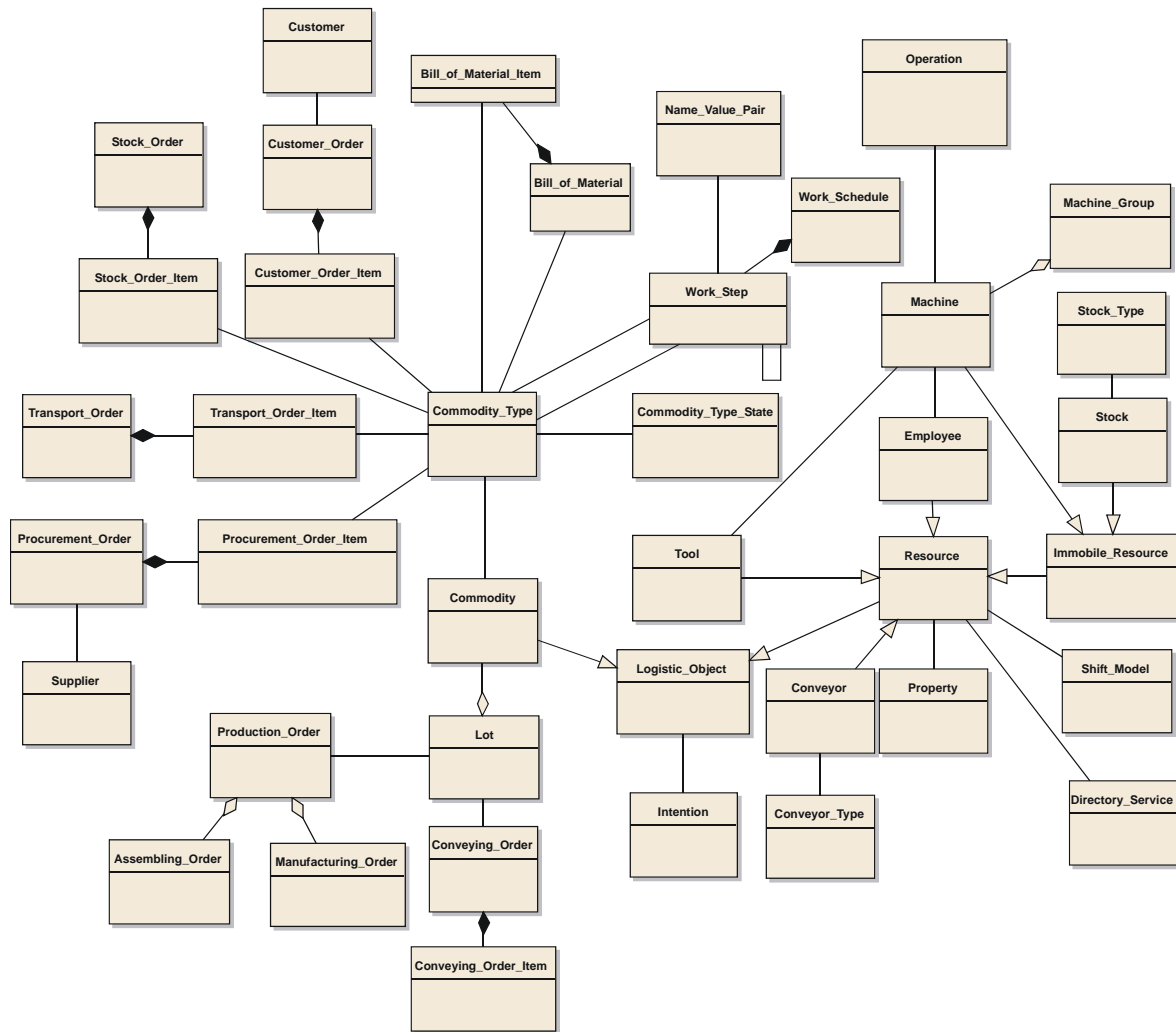 Customer
Bill_of_Material_Item
Operation
Name_Value_Pair
Stock_Order
Customer_Order
Bill_of_Material
Work_Schedule
Machine_Group
Stock_Order_Item
Customer_Order_Item
Work_Step
Machine
Stock_Type
Transport_Order
Transport_Order_Item
Commodity_Type
Commodity_Type_State
Employee
Stock
Procurement_Order
Procurement_Order_Item
Tool
Resource
Immobile_Resource
Commodity
Supplier
Logistic_Object
Conveyor
Property
Shift_Model
Production_Order
Lot
Intention
Conveyor_Type
Directory_Service
Assembling_Order
Manufacturing_Order
Conveying_Order
Conveying_Order_Item